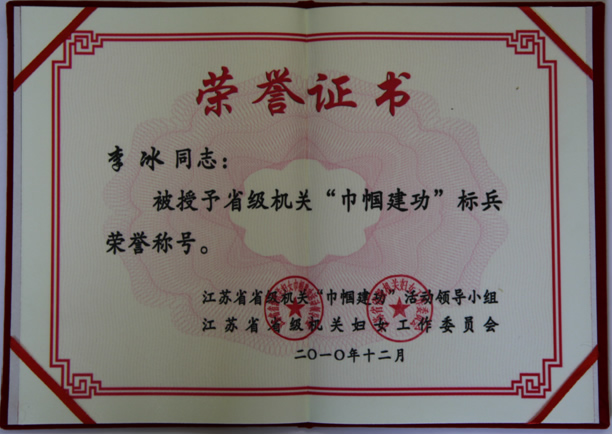 荣誉证书
李冰同志：
被授予省级机关“巾帼建功”标兵
荣誉称号。
江苏省省级机关“巾帼建功”活动领导小组
江苏省省级机关妇女工作委员会
二〇一〇年十二月